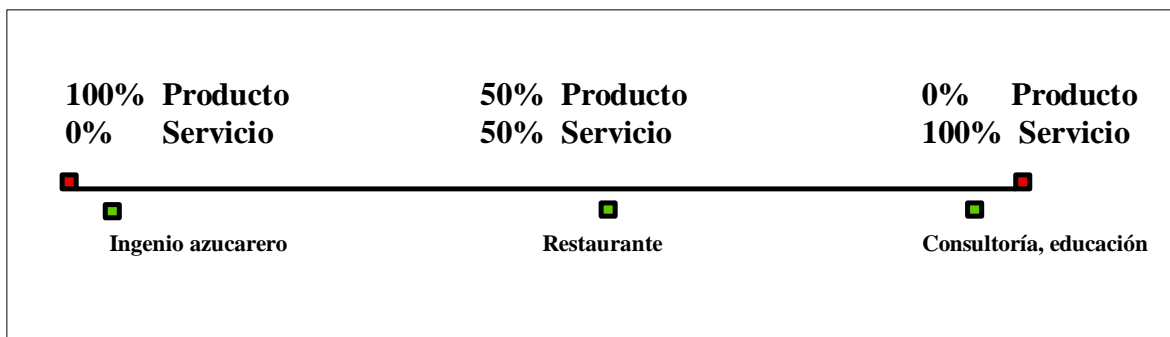 100% Producto 50% Producto 0% Producto
0% Servicio 50% Servicio 100% Servicio
Ingenio azucarero Restaurante Consultoría, educación